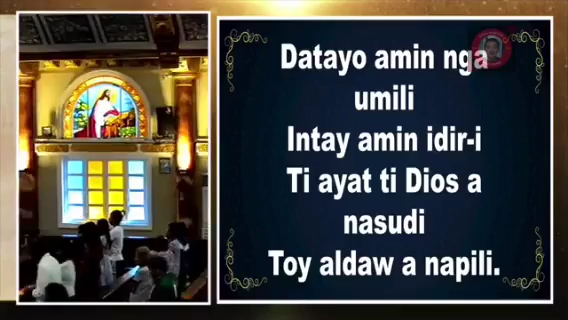 Datayo amin nga
umili
Intay amin idir-i
Ti ayat ti Dios a
nasudi
Toy aldaw a napili.